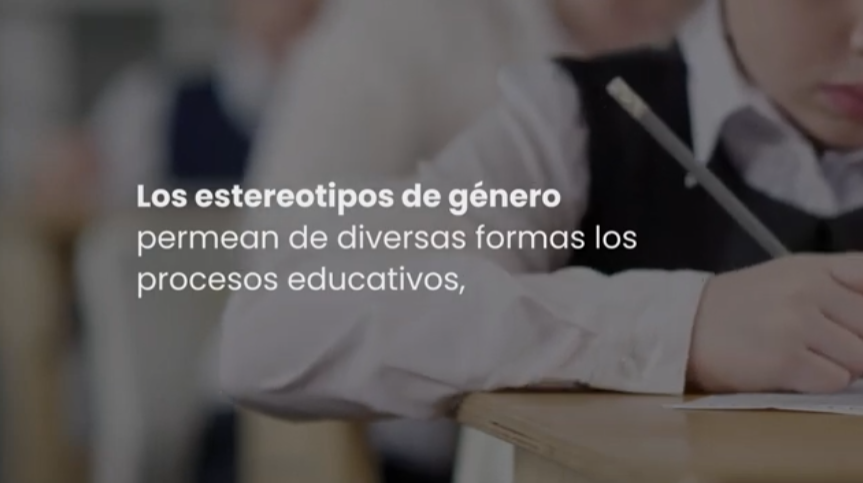 Los estereotipos de género
permean de diversas formas los
procesos educativos,